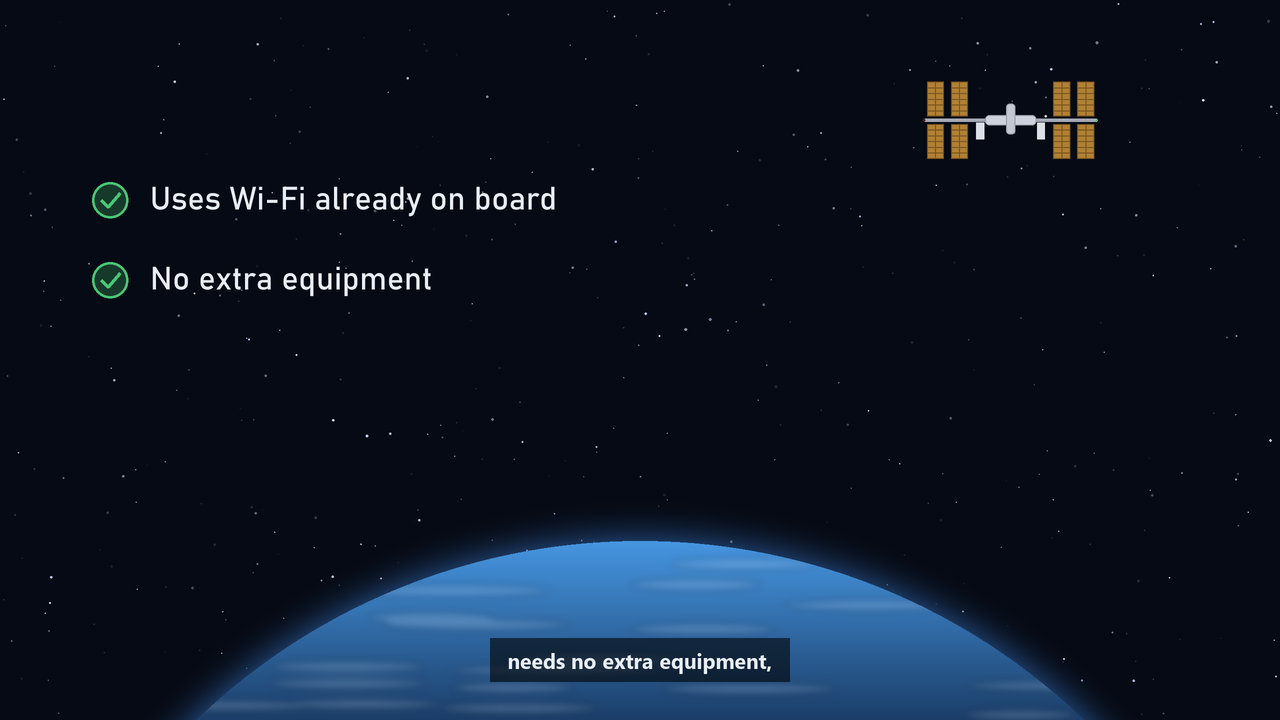 Uses Wi-Fi already on board
No extra equipment
needs no extra equipment,